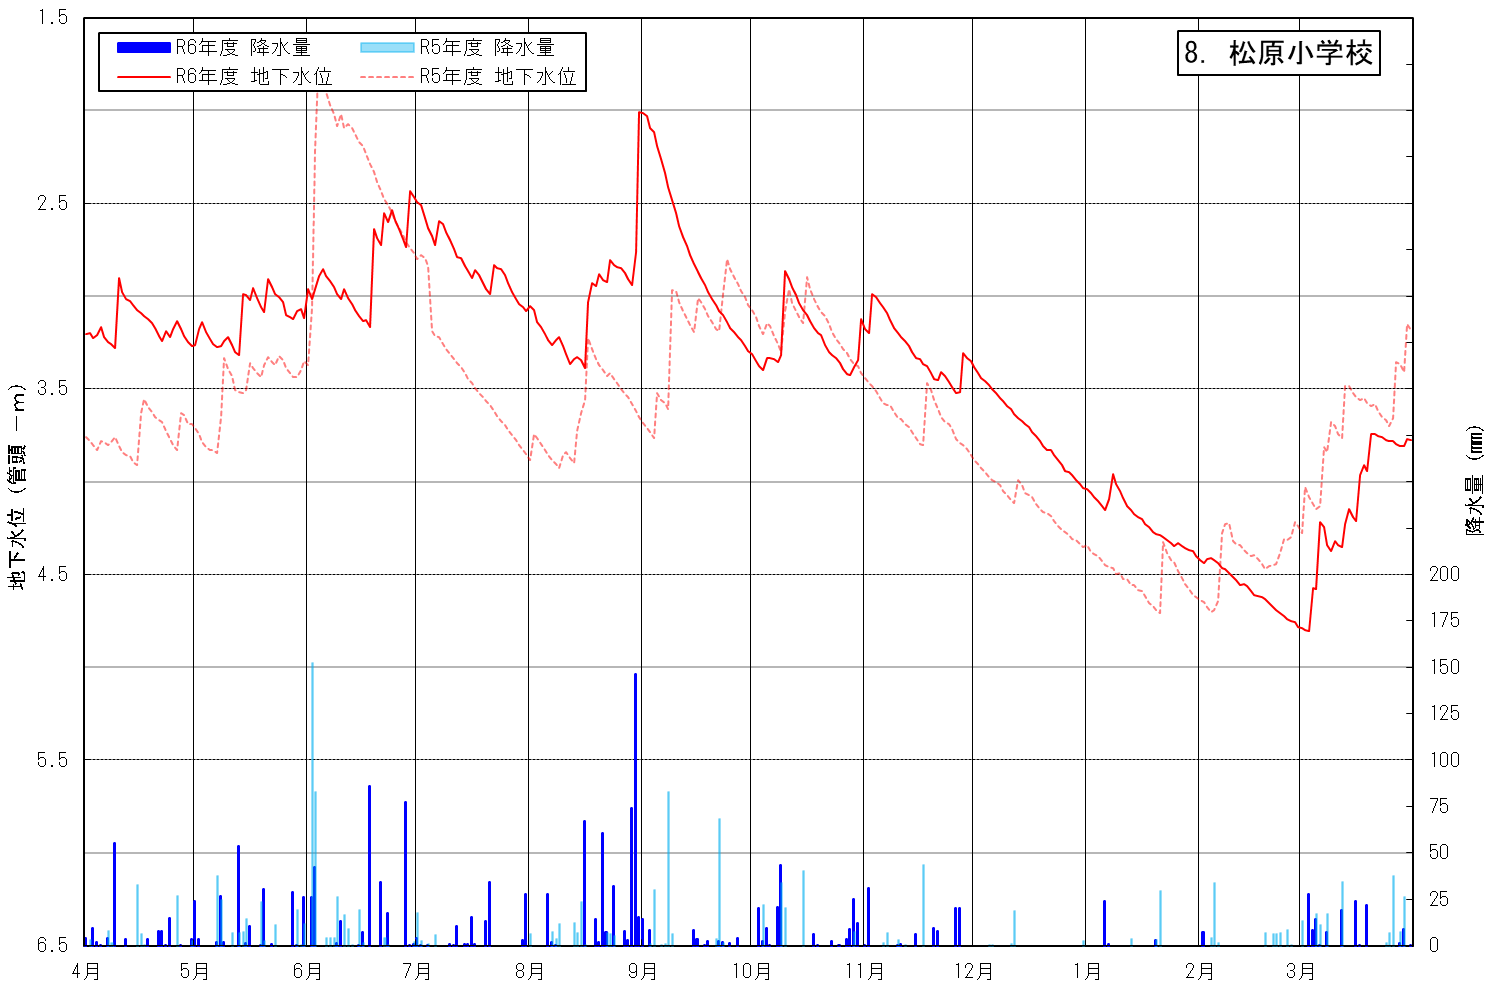 8. 松原小学校
R6年度 降水量
R5年度 降水量
R6年度 地下水位
R5年度 地下水位
地下水位（管頭 －m）
1.5
2.5
3.5
4.5
5.5
6.5
降水量（㎜）
200
175
150
125
100
75
50
25
0
4月 5月 6月 7月 8月 9月 10月 11月 12月 1月 2月 3月